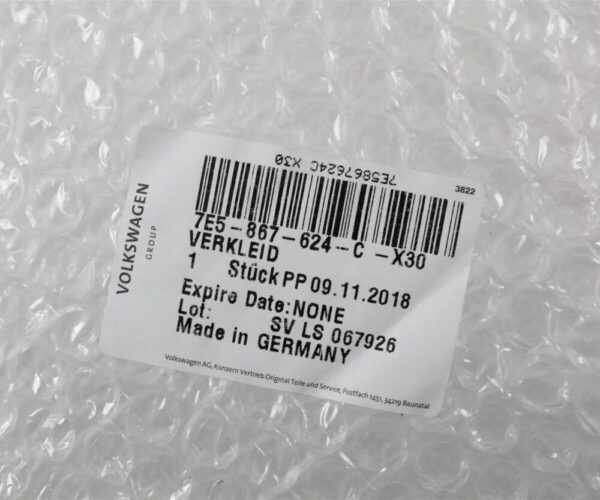 7E5867624C X30
3822
7E5-867-624-C -X30
VERKLEID
1 Stück PP 09.11.2018
Expire Date:NONE
Lot: SV LS 067926
Made in GERMANY
Volkswagen AG, Konzern Vertrieb Original Teile und Service, Postfach 1451, 34219 Baunatal
VOLKSWAGEN
GROUP